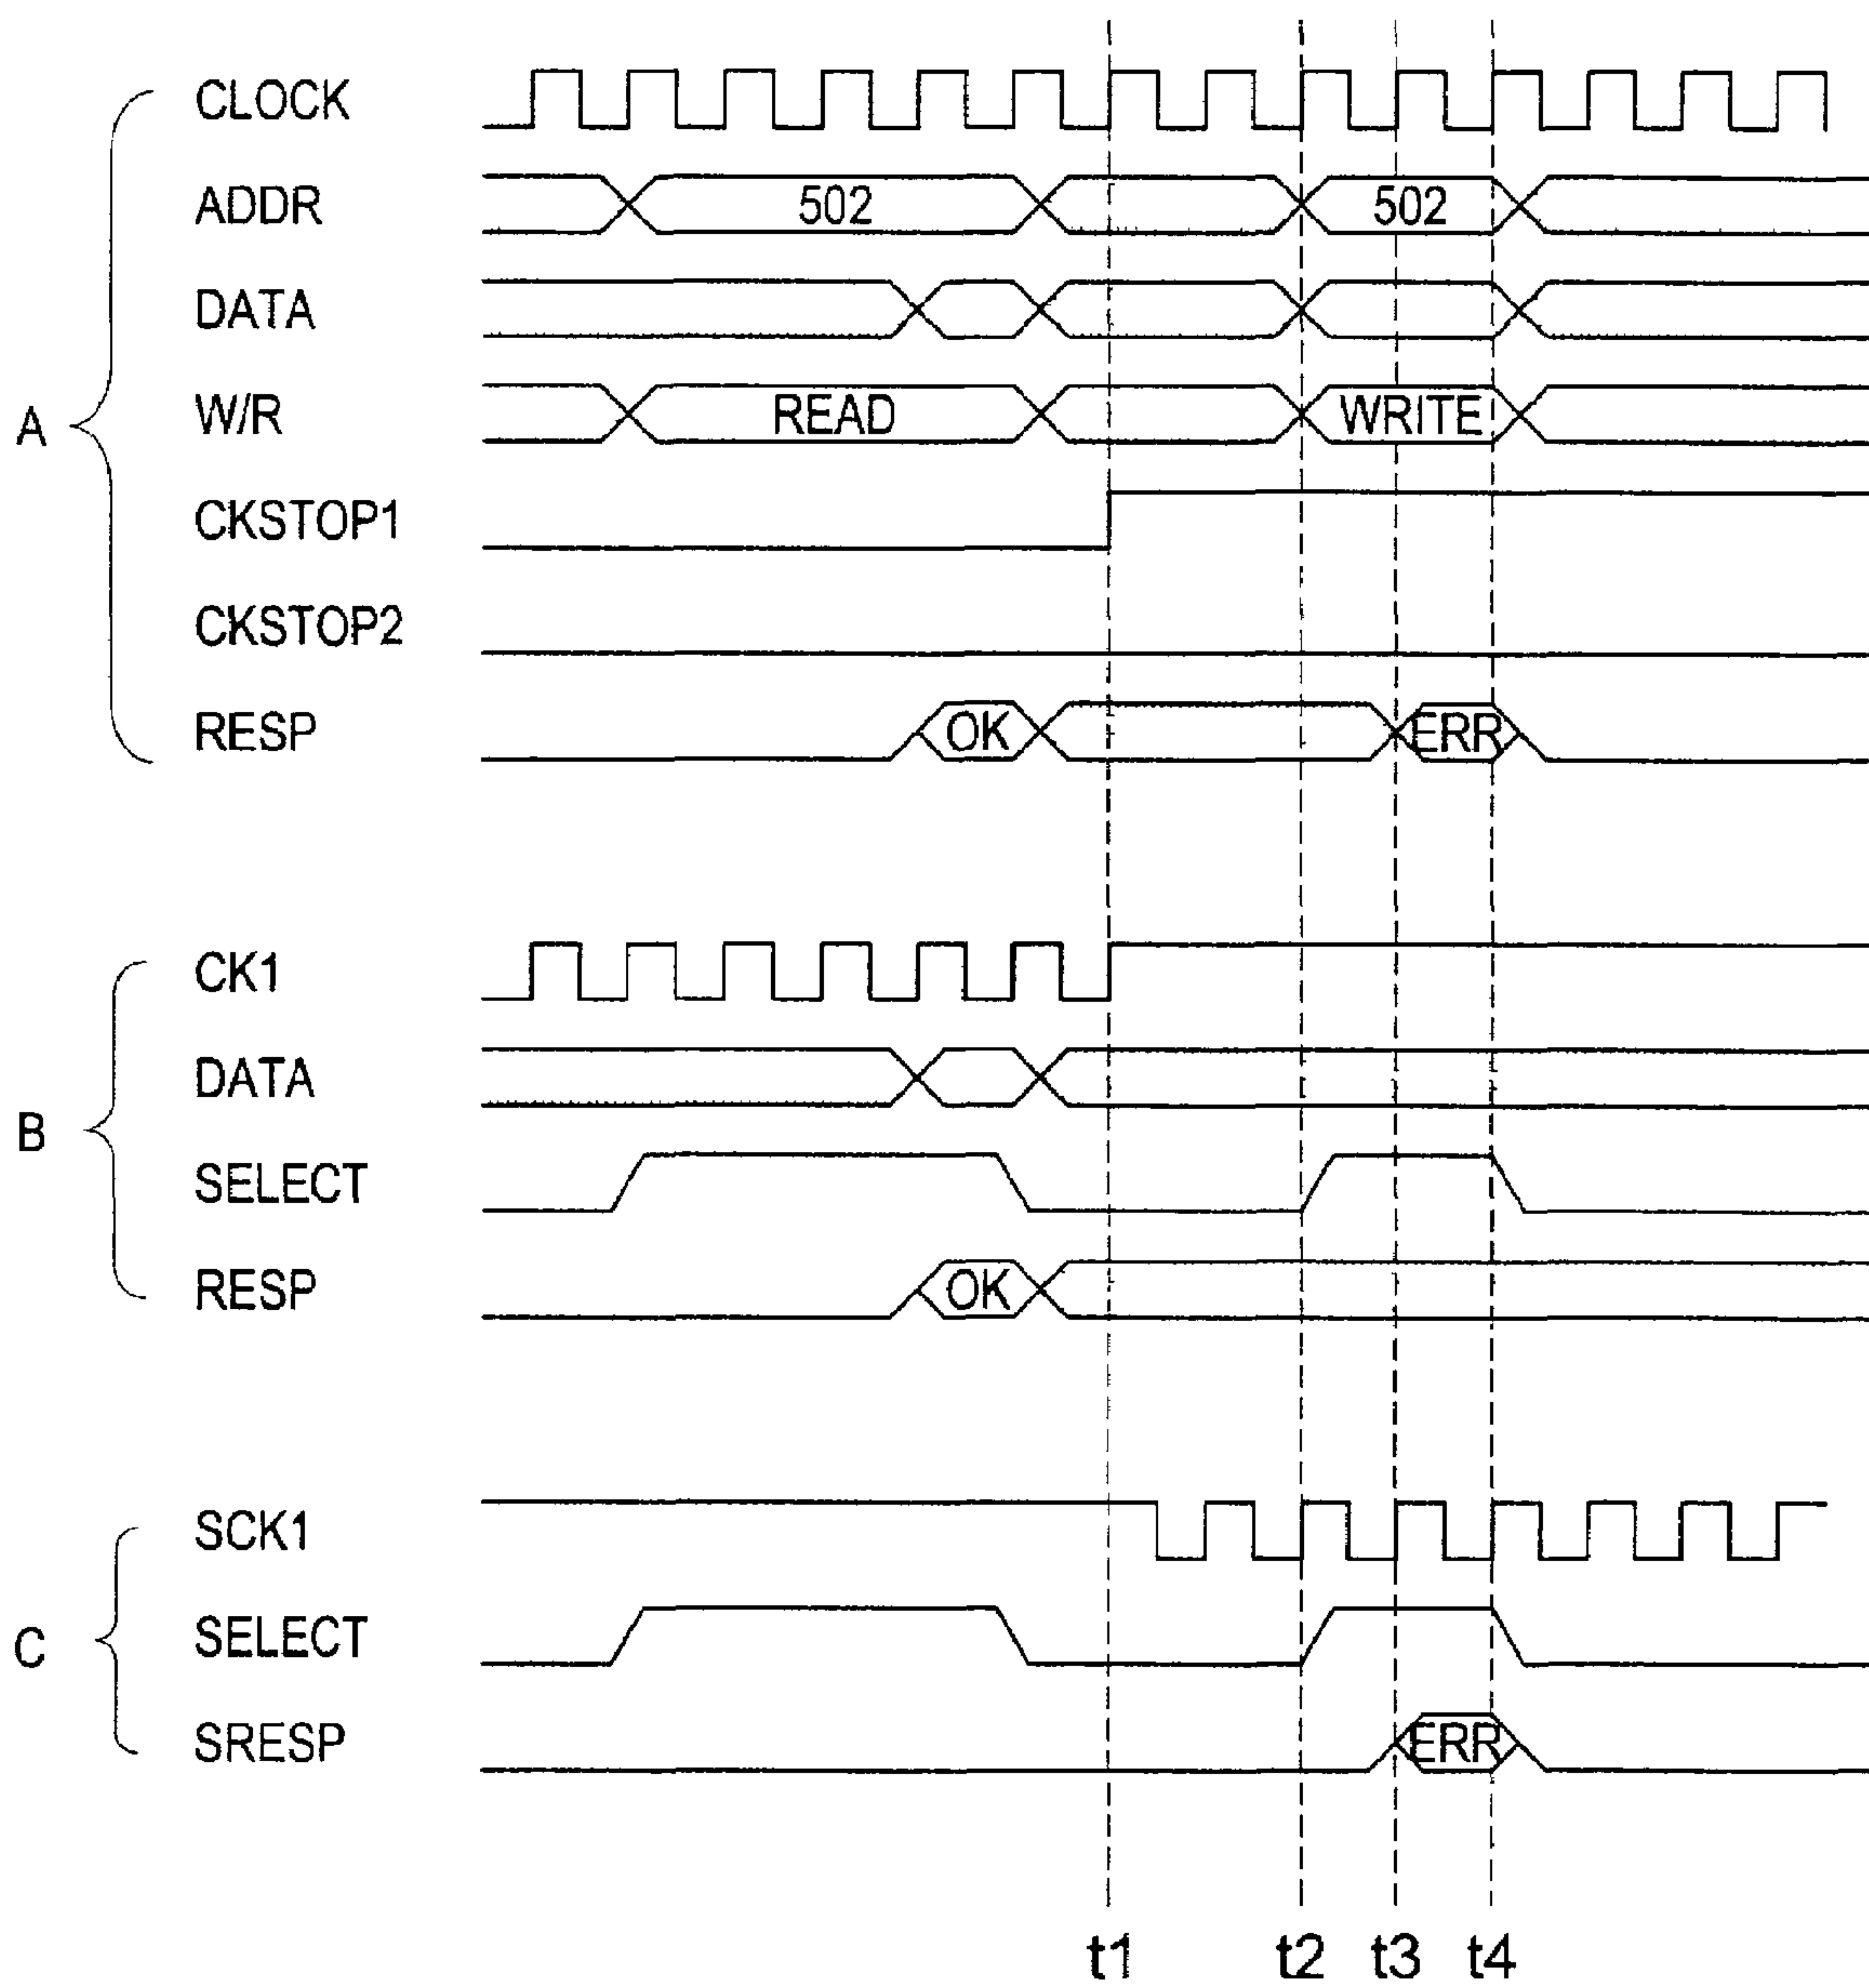 CLOCK
ADDR 502 502
DATA
A W/R READ WRITE
CKSTOP1
CKSTOP2
RESP OK ERR
CK1
DATA
B
SELECT
RESP OK
SCK1
C SELECT
SRESP ERR
t1 t2 t3 t4